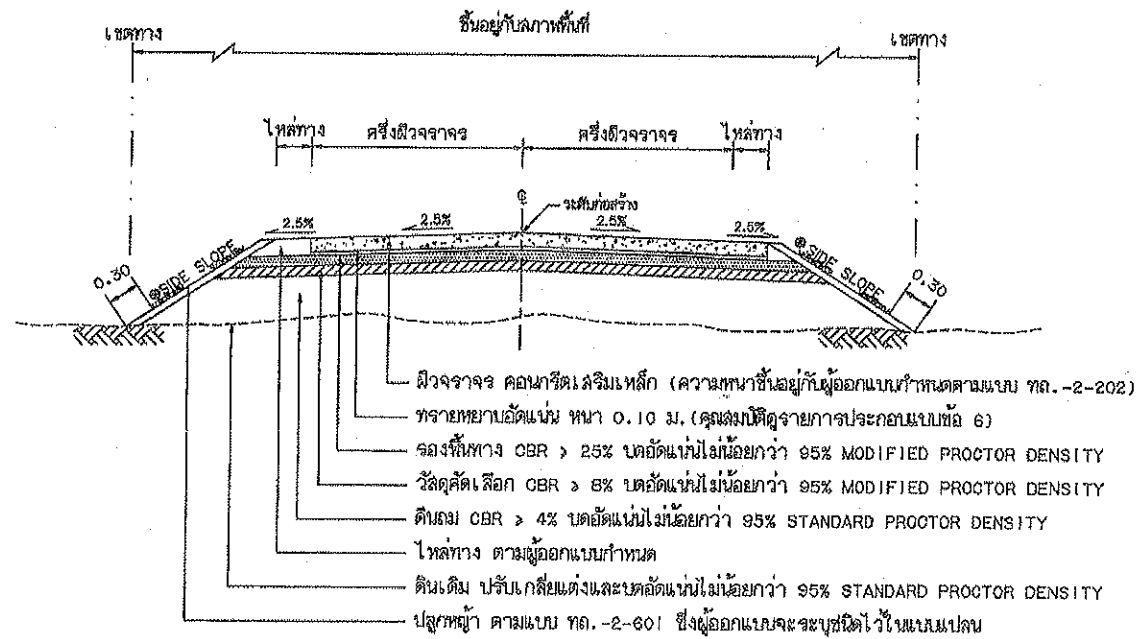 ขึ้นอยู่กับสภาพพื้นที่
เขตทาง
เขตทาง
ไหล่ทาง
ครึ่งผิวจราจร
ครึ่งผิวจราจร
ไหล่ทาง
ระดับก่อสร้าง
2.5%
2.5%
2.5%
2.5%
0.30
SIDE SLOPE
SIDE SLOPE
0.30
ผิวจราจร คอนกรีตเสริมเหล็ก (ความหนาขึ้นอยู่กับผู้ออกแบบกำหนดตามแบบ ทถ.-2-202)
ทรายหยาบอัดแน่น หนา 0.10 ม.(คุณสมบัติดูรายการประกอบแบบข้อ 6)
รองพื้นทาง CBR > 25% บดอัดแน่นไม่น้อยกว่า 95% MODIFIED PROCTOR DENSITY
วัสดุคัดเลือก CBR > 8% บดอัดแน่นไม่น้อยกว่า 95% MODIFIED PROCTOR DENSITY
ดินถม CBR > 4% บดอัดแน่นไม่น้อยกว่า 95% STANDARD PROCTOR DENSITY
ไหล่ทาง ตามผู้ออกแบบกำหนด
ดินเดิม ปรับเกลี่ยแต่งและบดอัดแน่นไม่น้อยกว่า 95% STANDARD PROCTOR DENSITY
ปลูกหญ้า ตามแบบ ทถ.-2-601 ซึ่งผู้ออกแบบจะระบุชนิดไว้ในแบบแปลน